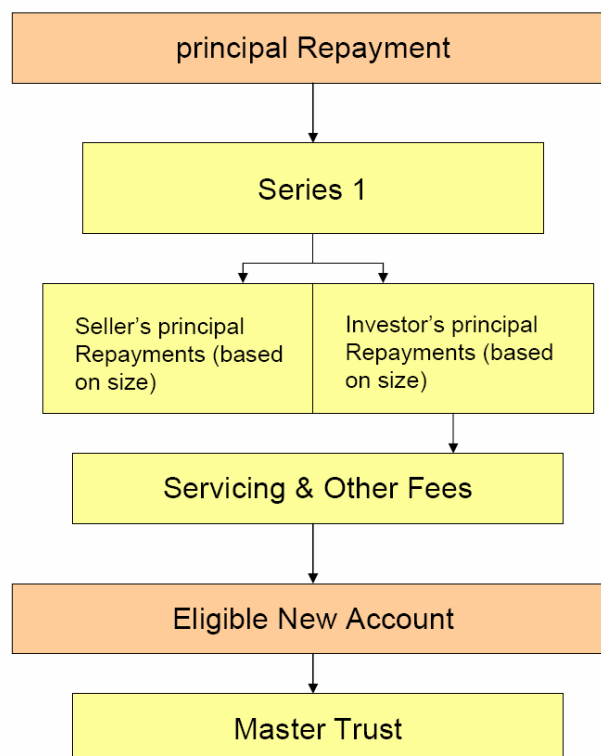 principal Repayment
Series 1
Seller's principal
Repayments (based
on size)
Investor's principal
Repayments (based
on size)
Servicing & Other Fees
Eligible New Account
Master Trust